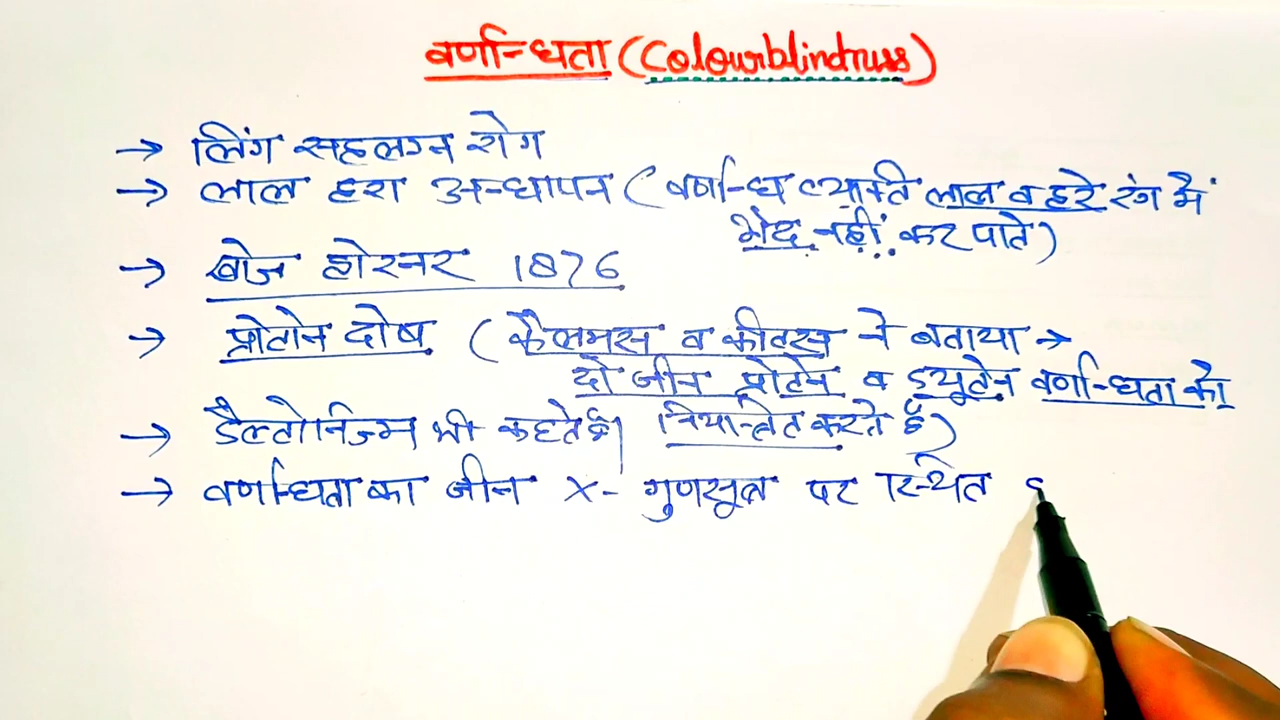 वर्णान्धता (Colourblindness)
→ लिंग सहलग्न रोग
→ लाल हरा अन्धापन ( वर्णान्ध व्यक्ति लाल व हरे रंग में
भेद नहीं कर पाते)
→ खोज होरनर 1876
→ प्रोटोन दोष ( कैलमस व कीटस ने बताया →
दो जीन प्रोटेन व ड्यूटेन वर्णान्धता को
→ डैल्टोनिज्म भी कहते है। नियन्त्रित करते है)
→ वर्णान्धता का जीन X- गुणसूत्र पर स्थित